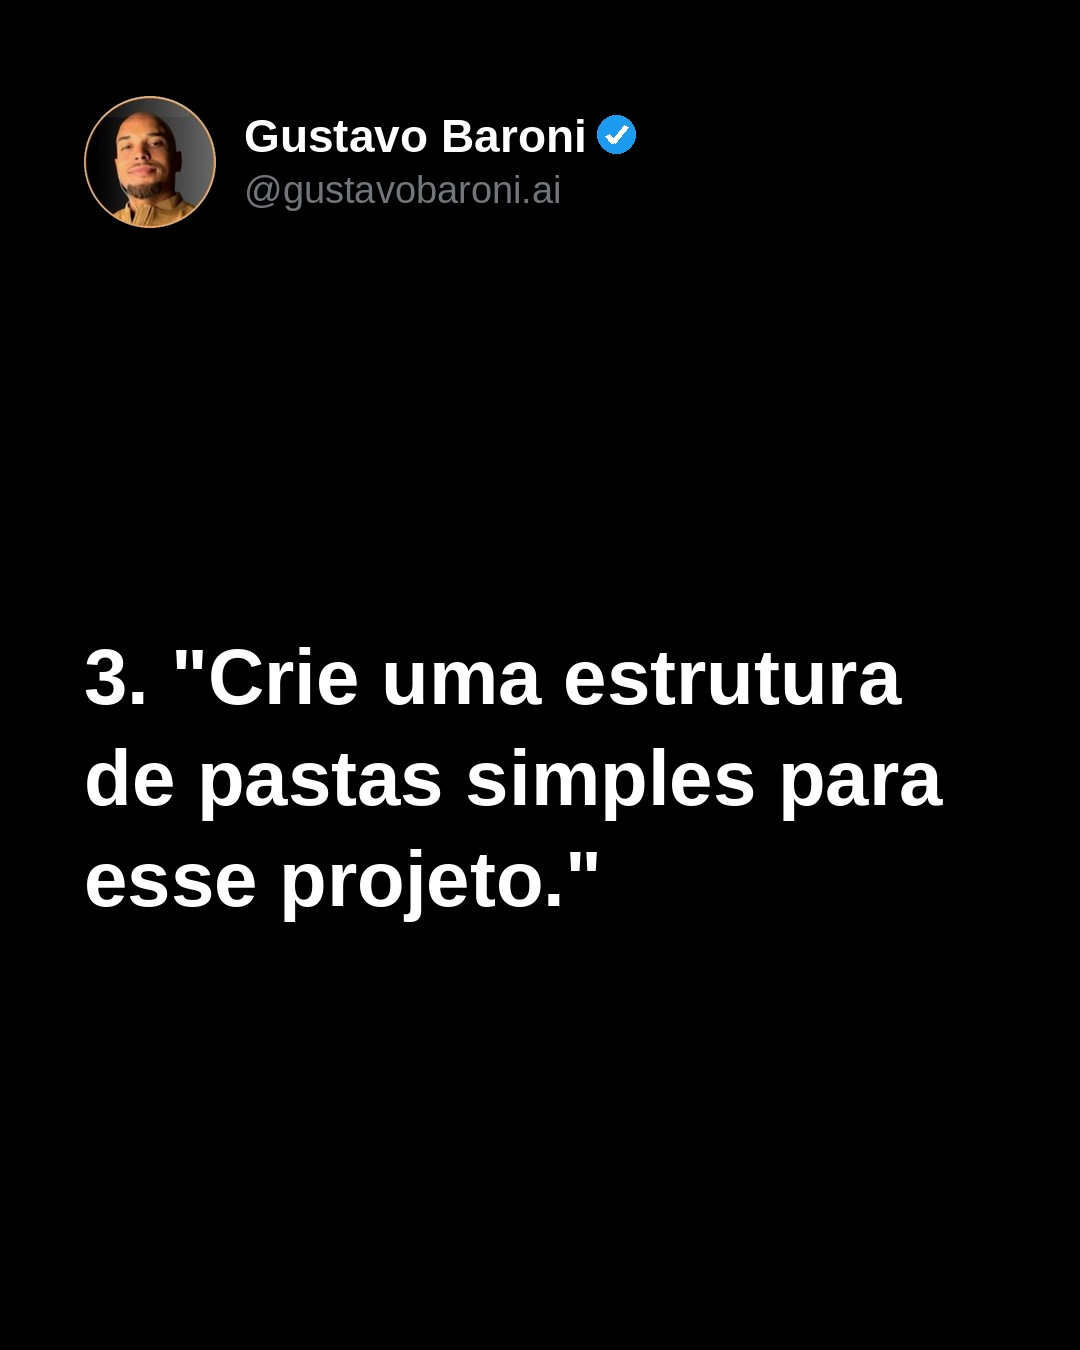 Gustavo Baroni
@gustavobaroni.ai
3. "Crie uma estrutura
de pastas simples para
esse projeto."